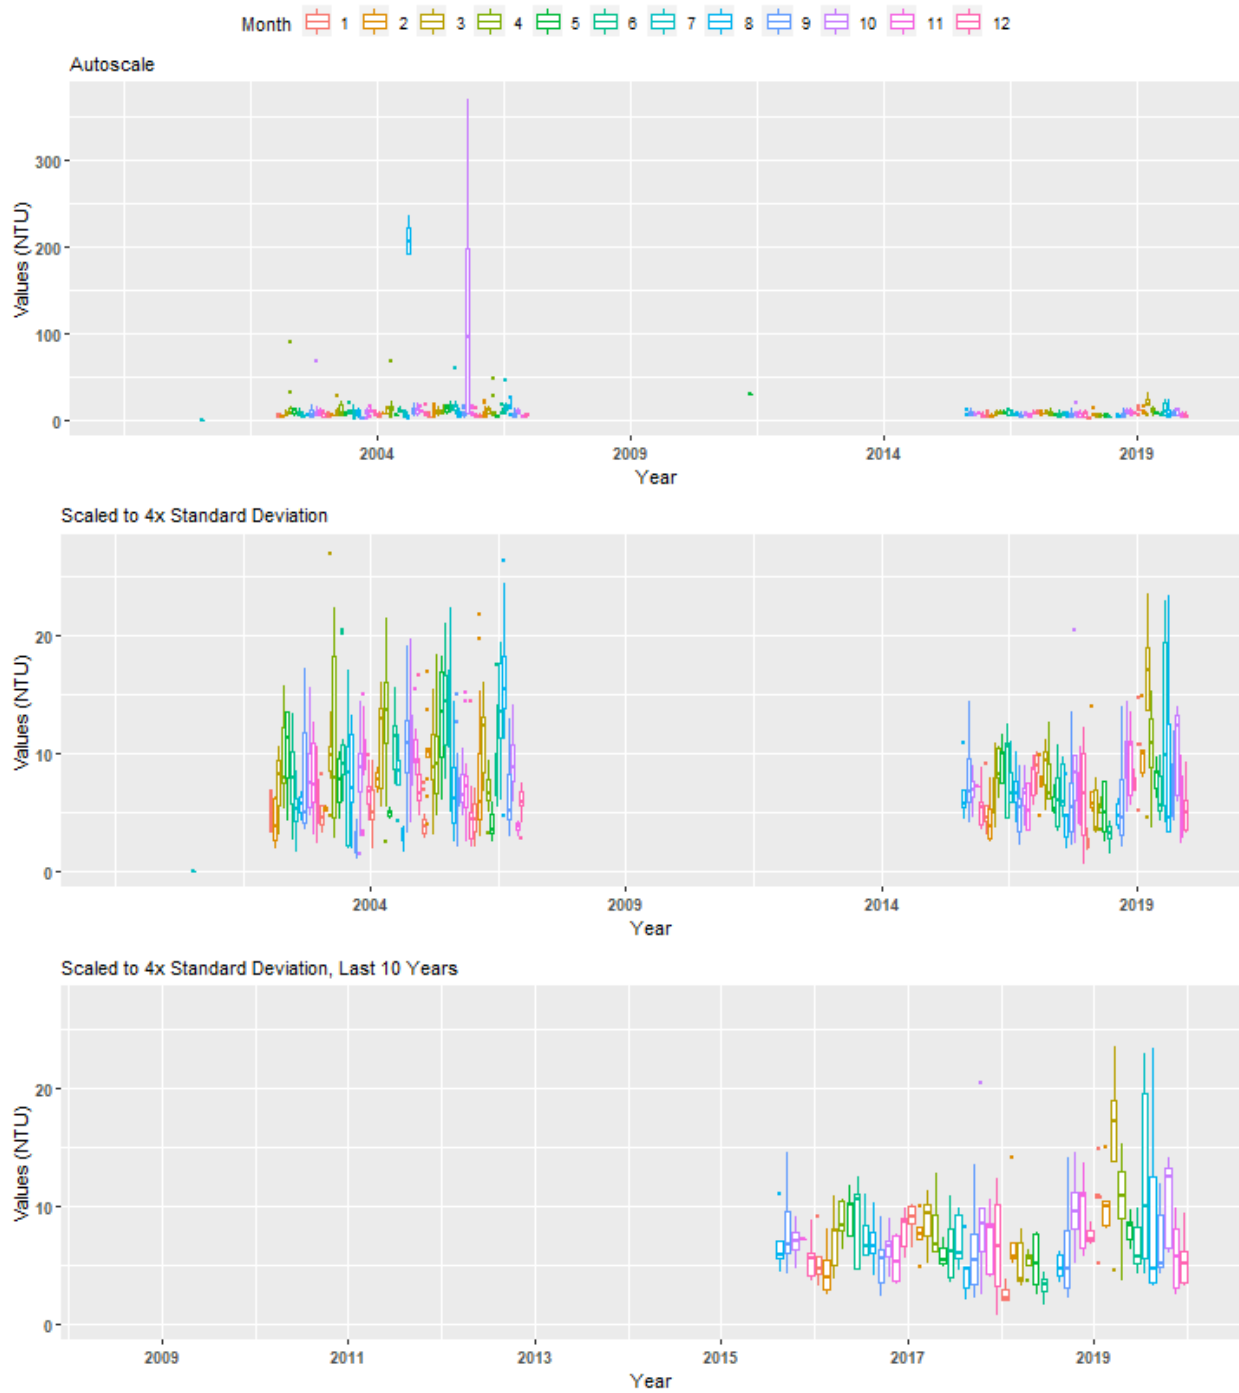 Month 1 2 3 4 5 6 7 8 9 10 11 12
Autoscale
Values (NTU)
300
200
100
0
2004 2009 2014 2019
Year
Scaled to 4x Standard Deviation
Values (NTU)
20
10
0
2004 2009 2014 2019
Year
Scaled to 4x Standard Deviation, Last 10 Years
Values (NTU)
20
10
0
2009 2011 2013 2015 2017 2019
Year